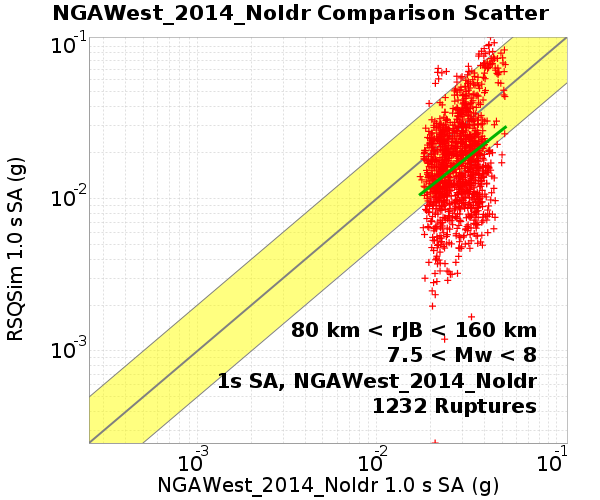 NGAWest_2014_NoIdr Comparison Scatter
10-1
10-2
10-3
RSQSim 1.0 s SA (g)
80 km < rJB < 160 km
7.5 < Mw < 8
1s SA, NGAWest_2014_NoIdr
1232 Ruptures
10-3 10-2 10-1
NGAWest_2014_NoIdr 1.0 s SA (g)